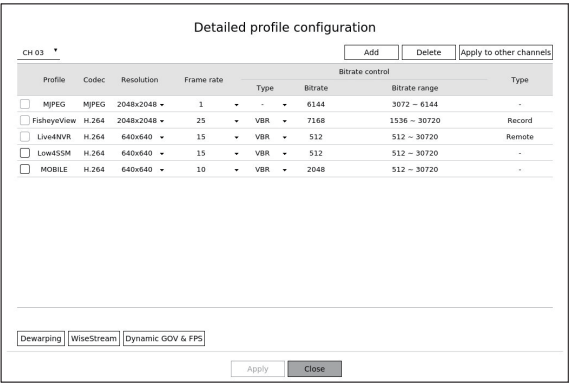 Detailed profile configuration
CH 03 Add Delete Apply to other channels
Profile Codec Resolution Frame rate Bitrate control Type
Type Bitrate Bitrate range
MJPEG MJPEG 2048x2048 1 - 6144 3072 ~ 6144 -
FisheyeView H.264 2048x2048 25 VBR 7168 1536 ~ 30720 Record
Live4NVR H.264 640x640 15 VBR 512 512 ~ 30720 Remote
Low4SSM H.264 640x640 15 VBR 512 512 ~ 30720 -
MOBILE H.264 640x640 10 VBR 2048 512 ~ 30720 -
Dewarping WiseStream Dynamic GOV & FPS
Apply Close